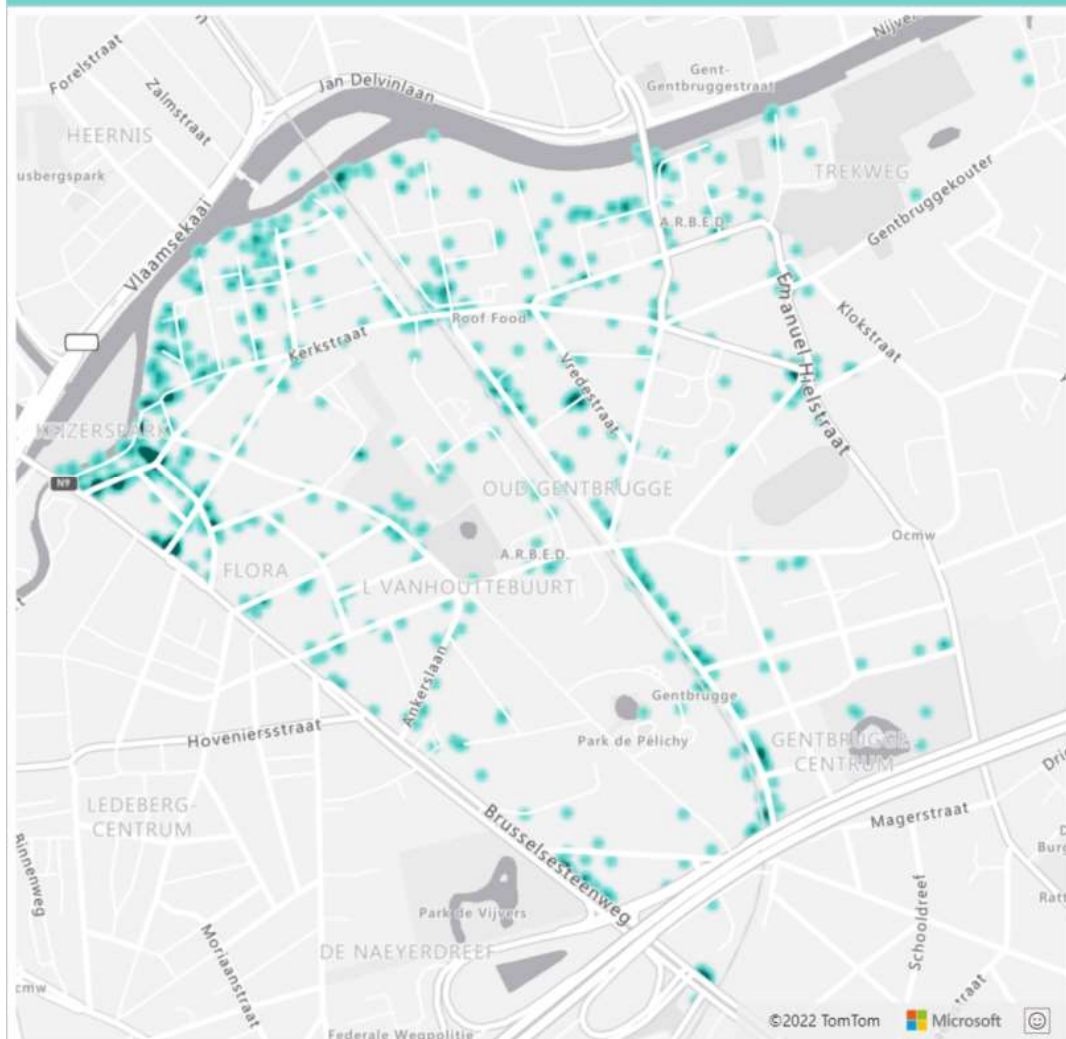 Forelstraat
Zalmstraat
HEERNIS
usbergspark
Jan Delvinlaan
Gent-
Gentbruggestraat
TREKWEG
Gentbruggekouter
Vlaamsekaai
A.R.B.E.D.
Kerkstraat
Roof Food
Emanuel Hielstraat
Klokstraat
Vredestraat
N9
OUD GENTBRUGGE
Ocmw
A.R.B.E.D.
FLORA
L VANHOUTTEBUURT
Ankerslaan
Gentbrugge
Hoveniersstraat
Park de Pélichy
CENTRUM
LEDEBERG-
CENTRUM
Magerstraat
Brusselsesteenweg
Binnenweg
Park de Vijvers
Moriaanstraat
DE NAEYERDREEF
Schooldreef
cmw
Federale Wegpolitie
©2022 TomTom
Microsoft